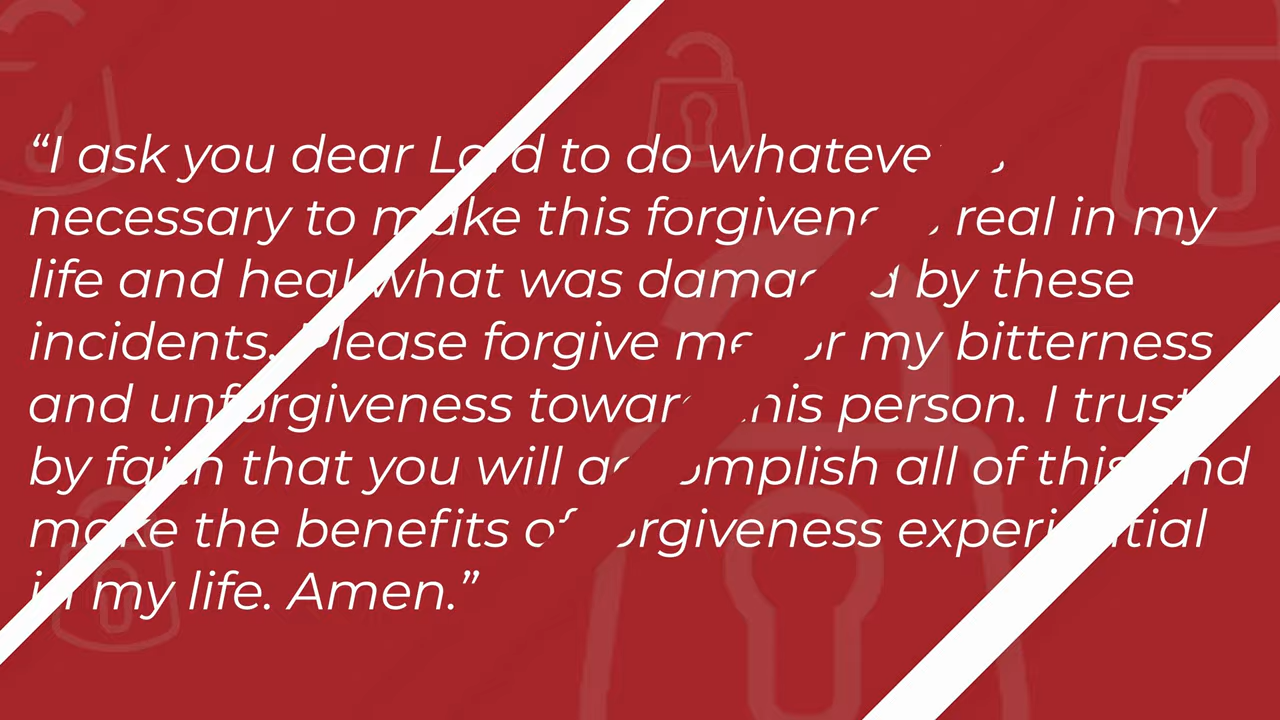 “I ask you dear Lord to do whatever is
necessary to make this forgiveness real in my
life and heal what was damaged by these
incidents. Please forgive me for my bitterness
and unforgiveness toward this person. I trust
by faith that you will accomplish all of this and
make the benefits of forgiveness experiential
in my life. Amen.”